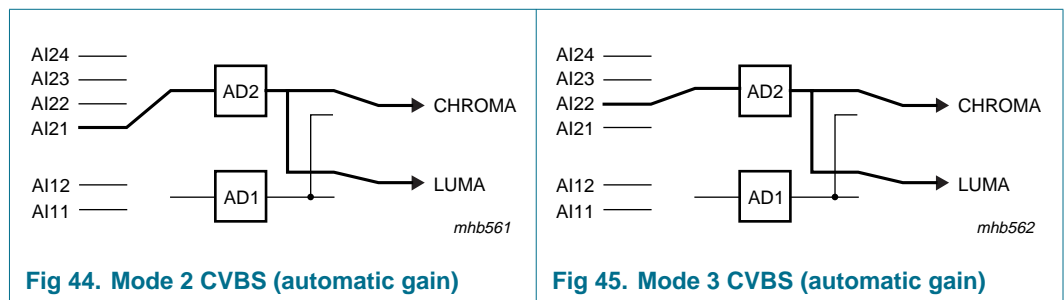 AI24
AI23
AI22
AI21
AD2
CHROMA
LUMA
AI12
AI11
AD1
mhb561
Fig 44. Mode 2 CVBS (automatic gain)
AI24
AI23
AI22
AI21
AD2
CHROMA
LUMA
AI12
AI11
AD1
mhb562
Fig 45. Mode 3 CVBS (automatic gain)